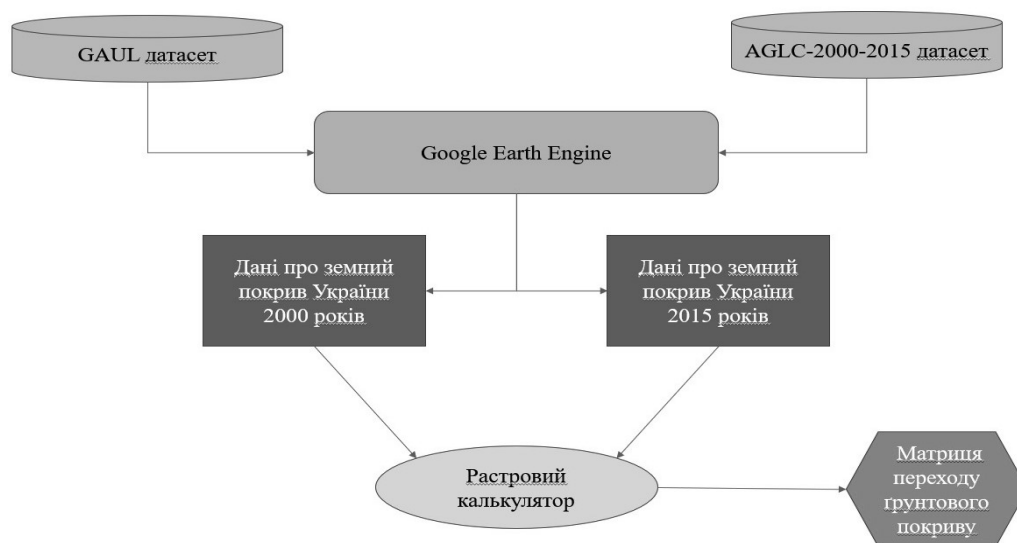 GAUL датасет
AGLC-2000-2015 датасет
Google Earth Engine
Дані про земний
покрив України
2000 років
Дані про земний
покрив України
2015 років
Растровий
калькулятор
Матриця
переходу
ґрунтового
покриву